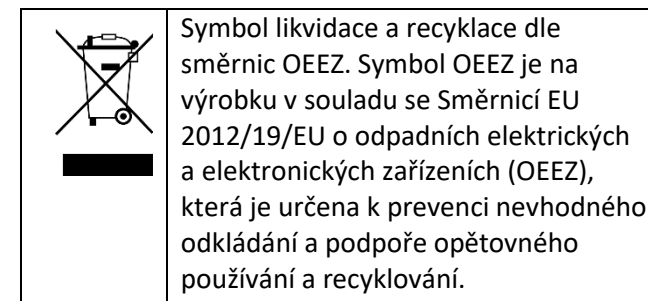 Symbol likvidace a recyklace dle
směrnic OEEZ. Symbol OEEZ je na
výrobku v souladu se Směrnicí EU
2012/19/EU o odpadních elektrických
a elektronických zařízeních (OEEZ),
která je určena k prevenci nevhodného
odkládání a podpoře opětovného
používání a recyklování.